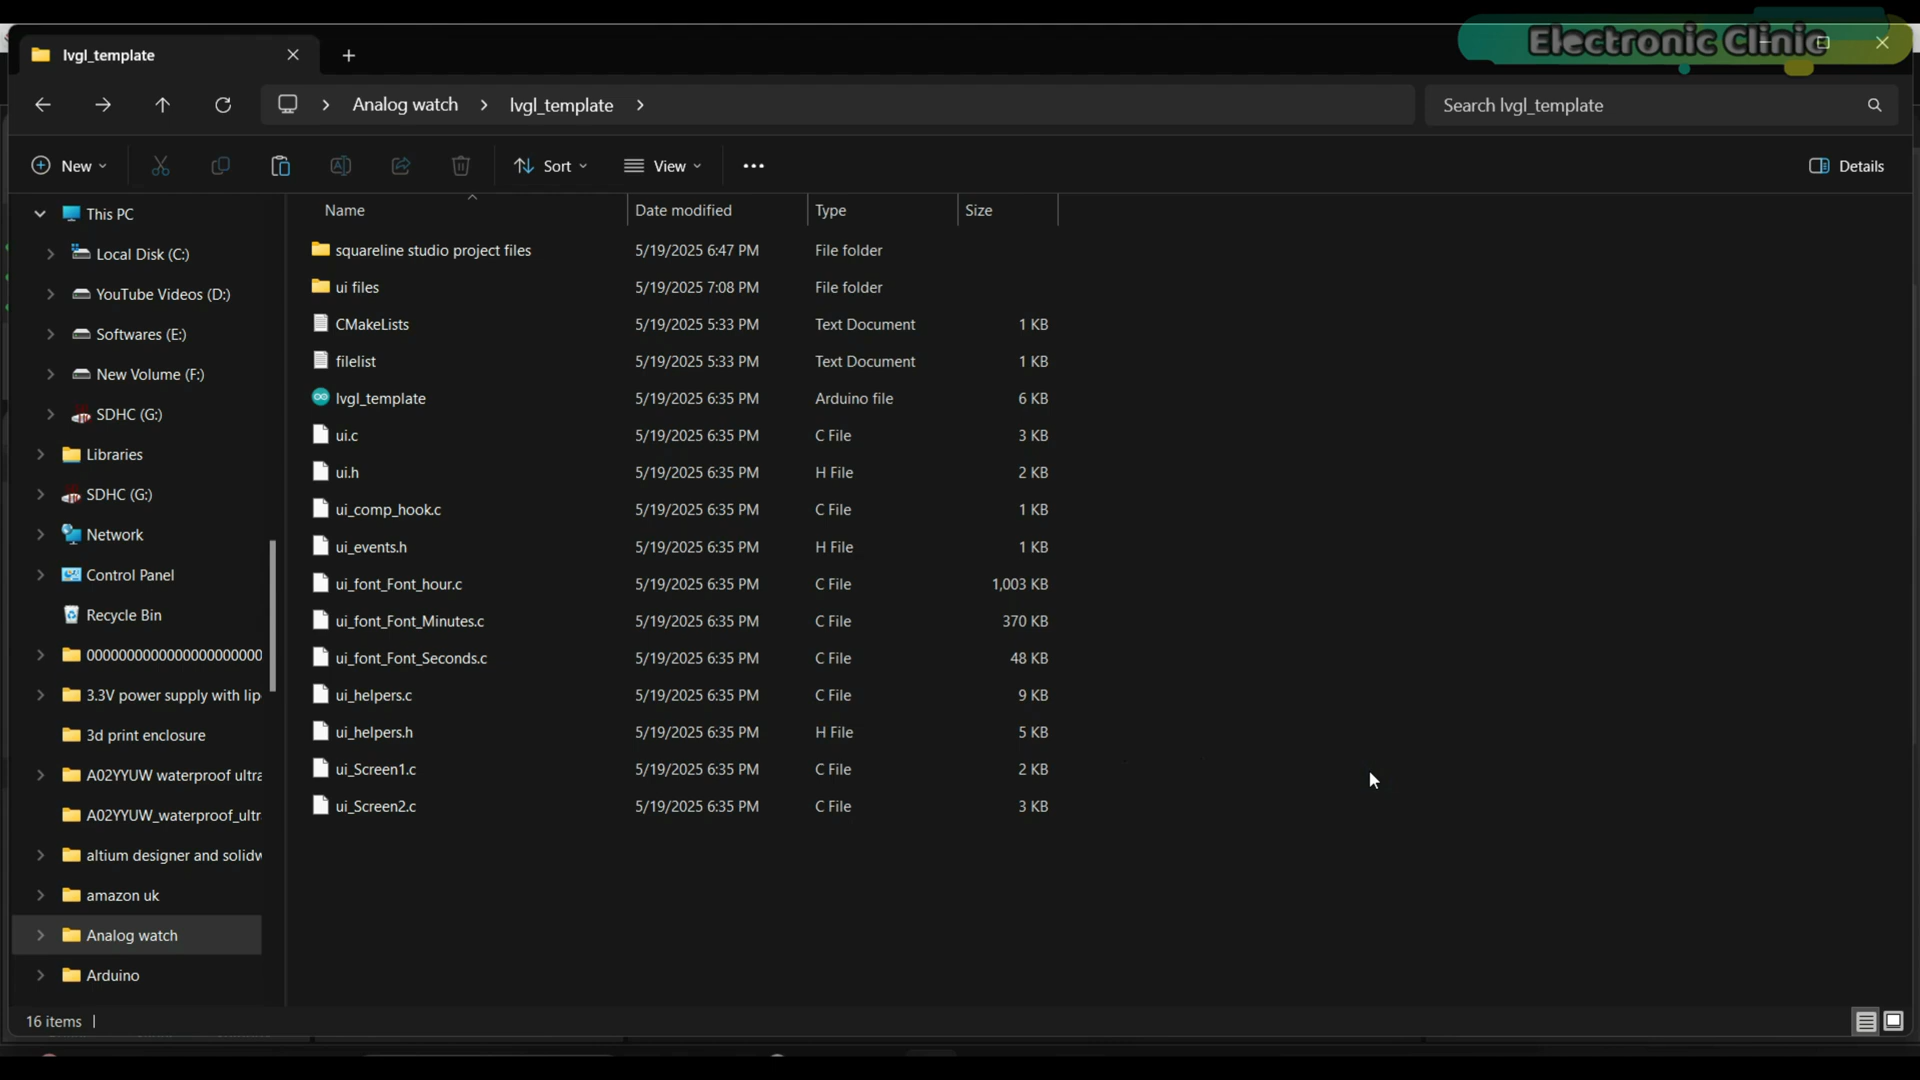 Electronic Clinic
lvgl_template
Analog watch
lvgl_template
Search lvgl_template
New
Sort
View
Details
Name Date modified Type Size
This PC
Local Disk (C:)
YouTube Videos (D:)
Softwares (E:)
New Volume (F:)
SDHC (G:)
Libraries
SDHC (G:)
Network
Control Panel
Recycle Bin
3.3V power supply with lip
3d print enclosure
A02YYUW waterproof ultra
A02YYUW_waterproof_ultr
altium designer and solidw
amazon uk
Analog watch
Arduino
squareline studio project files 5/19/2025 6:47 PM File folder
ui files 5/19/2025 7:08 PM File folder
CMakeLists 5/19/2025 5:33 PM Text Document 1 KB
filelist 5/19/2025 5:33 PM Text Document 1 KB
lvgl_template 5/19/2025 6:35 PM Arduino file 6 KB
ui.c 5/19/2025 6:35 PM C File 3 KB
ui.h 5/19/2025 6:35 PM H File 2 KB
ui_comp_hook.c 5/19/2025 6:35 PM C File 1 KB
ui_events.h 5/19/2025 6:35 PM H File 1 KB
ui_font_Font_hour.c 5/19/2025 6:35 PM C File 1,003 KB
ui_font_Font_Minutes.c 5/19/2025 6:35 PM C File 370 KB
ui_font_Font_Seconds.c 5/19/2025 6:35 PM C File 48 KB
ui_helpers.c 5/19/2025 6:35 PM C File 9 KB
ui_helpers.h 5/19/2025 6:35 PM H File 5 KB
ui_Screen1.c 5/19/2025 6:35 PM C File 2 KB
ui_Screen2.c 5/19/2025 6:35 PM C File 3 KB
16 items